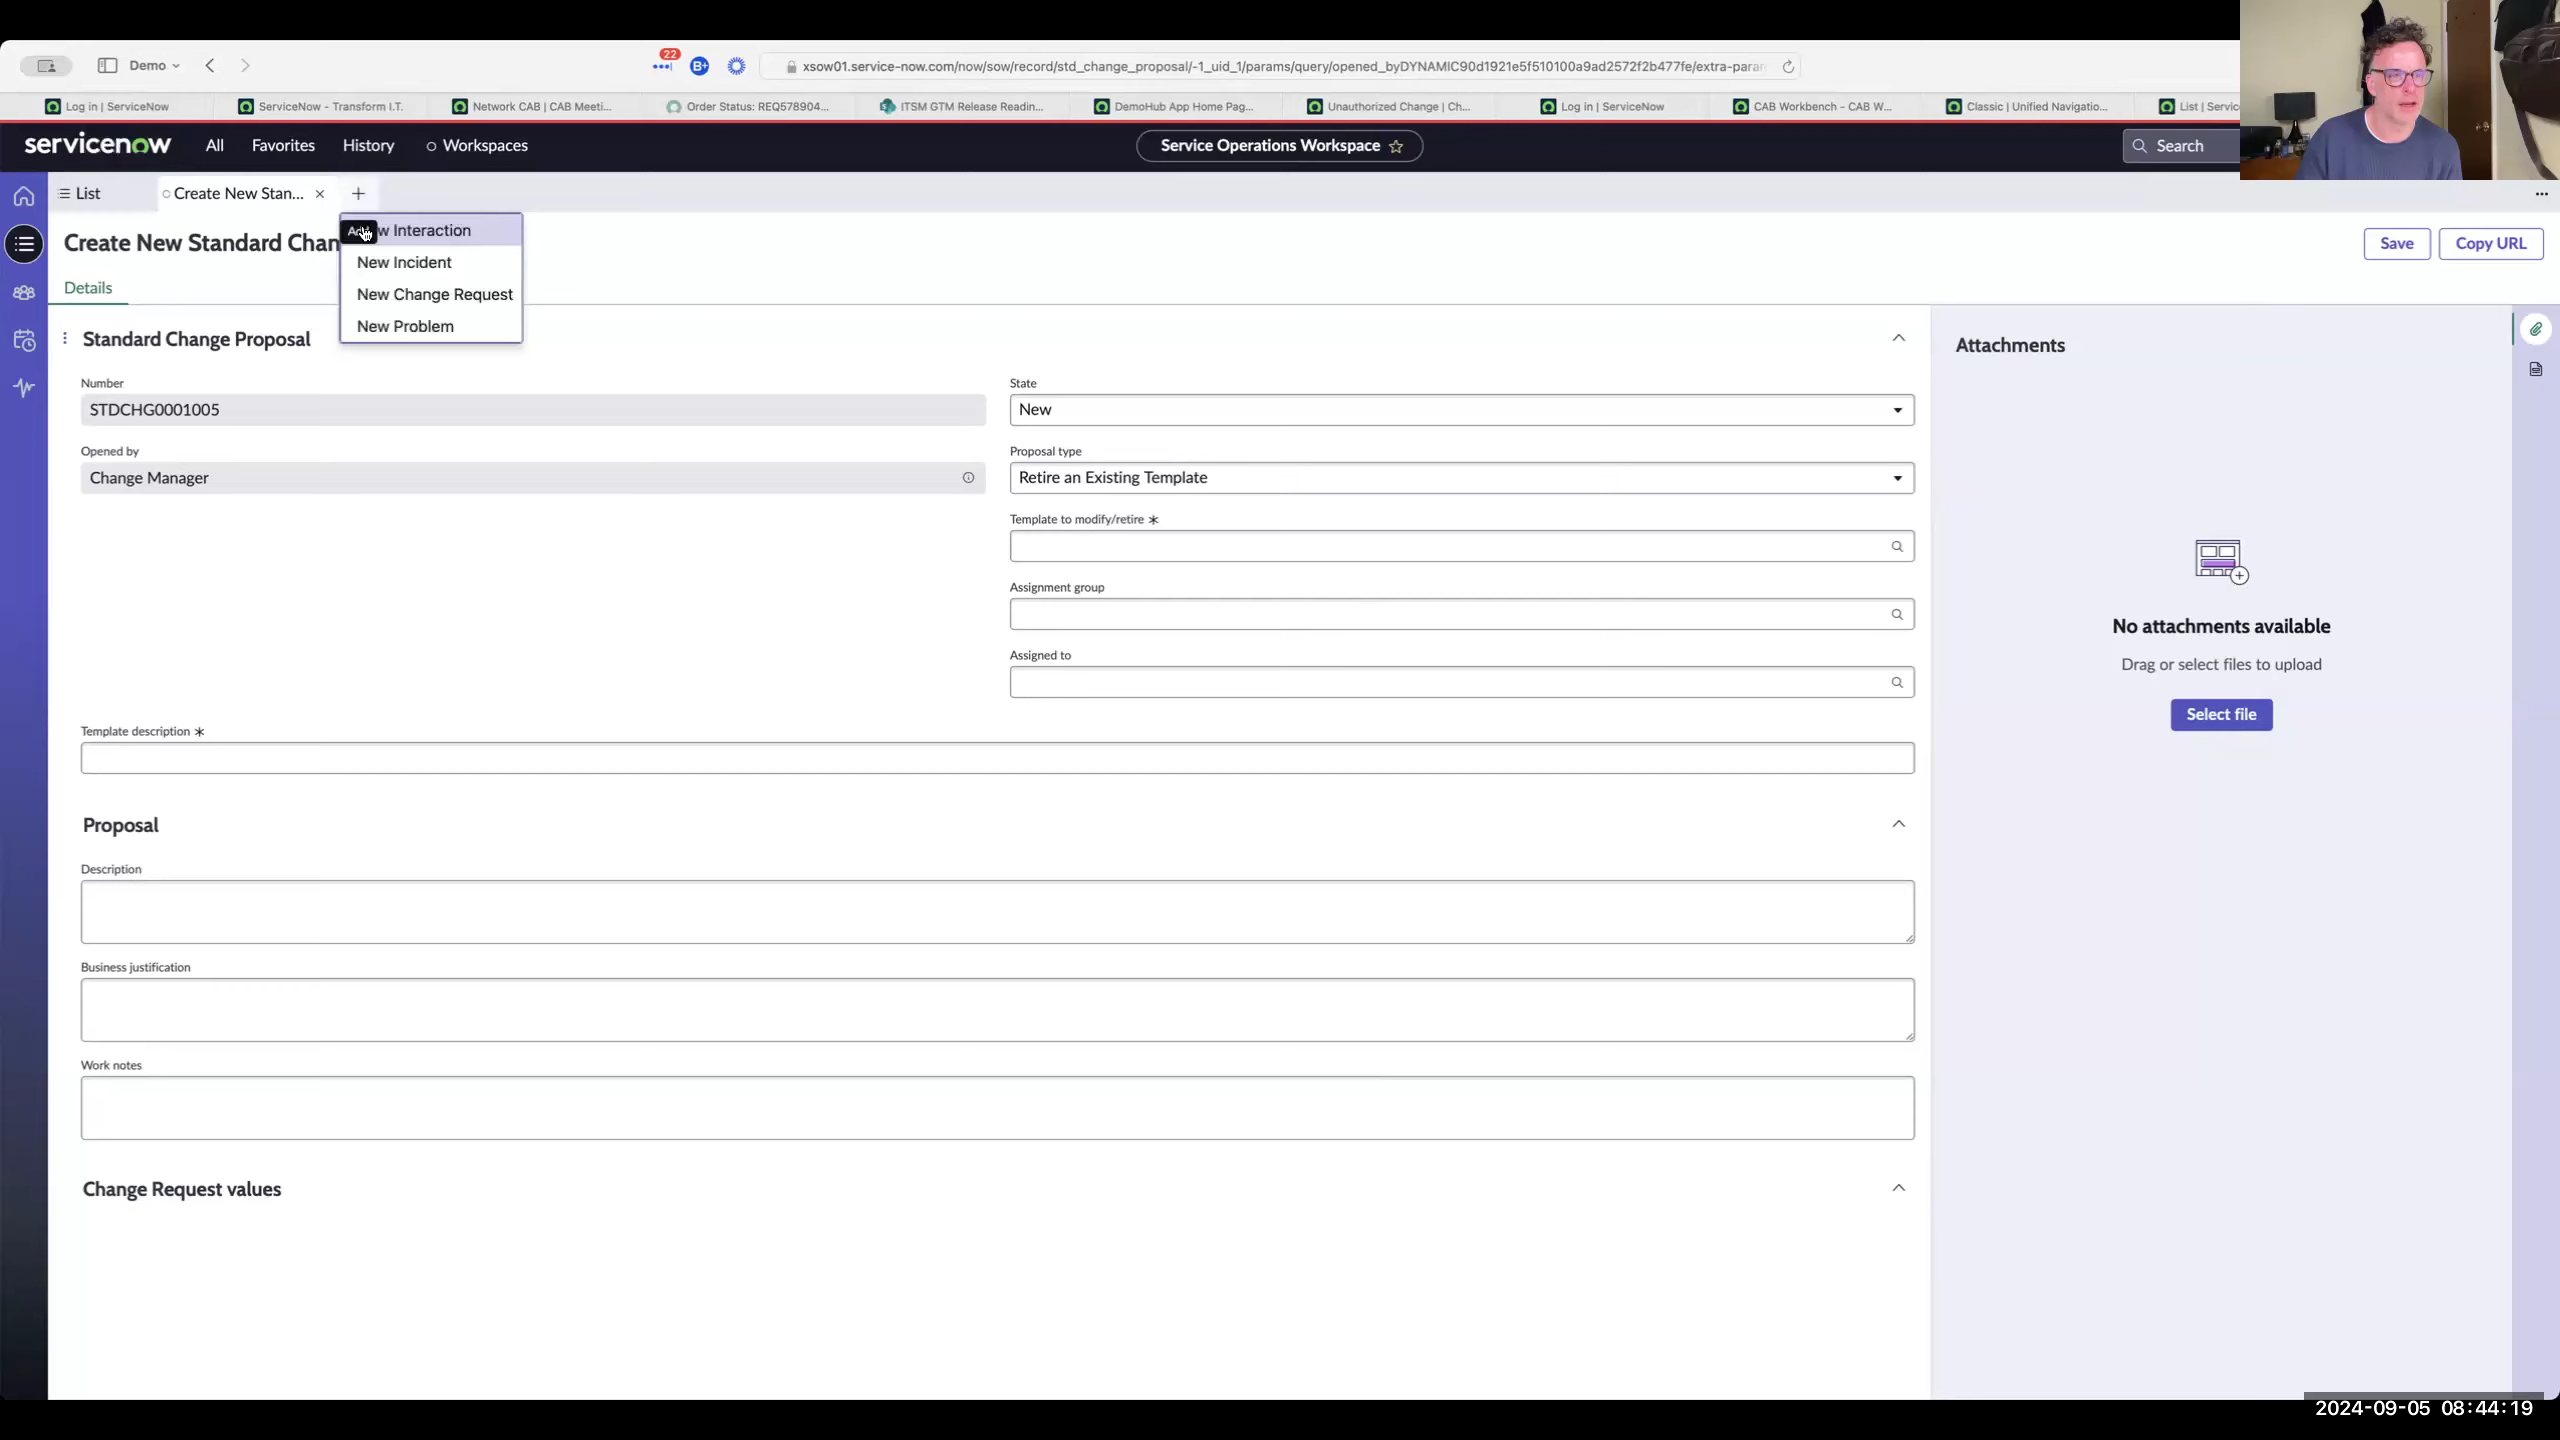 Demo
22
B+
xsow01.service-now.com/now/sow/record/std_change_proposal/-1_uid_1/params/query/opened_byDYNAMIC90d1921e5f510100a9ad2572f2b477fe/extra-para
Log in | ServiceNow
ServiceNow - Transform I.T.
Network CAB | CAB Meeti...
Order Status: REQ578904...
ITSM GTM Release Readin...
DemoHub App Home Pag...
Unauthorized Change | Ch...
Log in | ServiceNow
CAB Workbench - CAB W...
Classic | Unified Navigatio...
List | Servic
servicenow
All
Favorites
History
Workspaces
Service Operations Workspace
Search
List
Create New Stan...
Create New Standard Chan
w Interaction
New Incident
New Change Request
New Problem
Save
Copy URL
Details
Standard Change Proposal
Number
STDCHG0001005
Opened by
Change Manager
State
New
Proposal type
Retire an Existing Template
Template to modify/retire *
Assignment group
Assigned to
Template description *
Proposal
Description
Business justification
Work notes
Change Request values
Attachments
No attachments available
Drag or select files to upload
Select file
2024-09-05 08:44:19